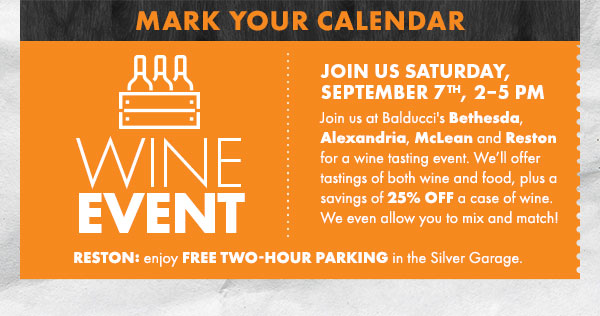 MARK YOUR CALENDAR
WINE
EVENT
JOIN US SATURDAY,
SEPTEMBER 7TH, 2–5 PM
Join us at Balducci's Bethesda,
Alexandria, McLean and Reston
for a wine tasting event. We'll offer
tastings of both wine and food, plus a
savings of 25% OFF a case of wine.
We even allow you to mix and match!
RESTON: enjoy FREE TWO-HOUR PARKING in the Silver Garage.